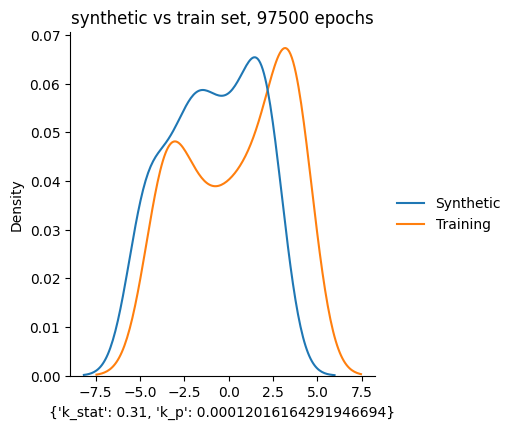 synthetic vs train set, 97500 epochs
0.07
0.06
0.05
0.04
0.03
0.02
0.01
0.00
Density
−7.5 −5.0 −2.5 0.0 2.5 5.0 7.5
{'k_stat': 0.31, 'k_p': 0.000120161642919466​94}
Synthetic
Training